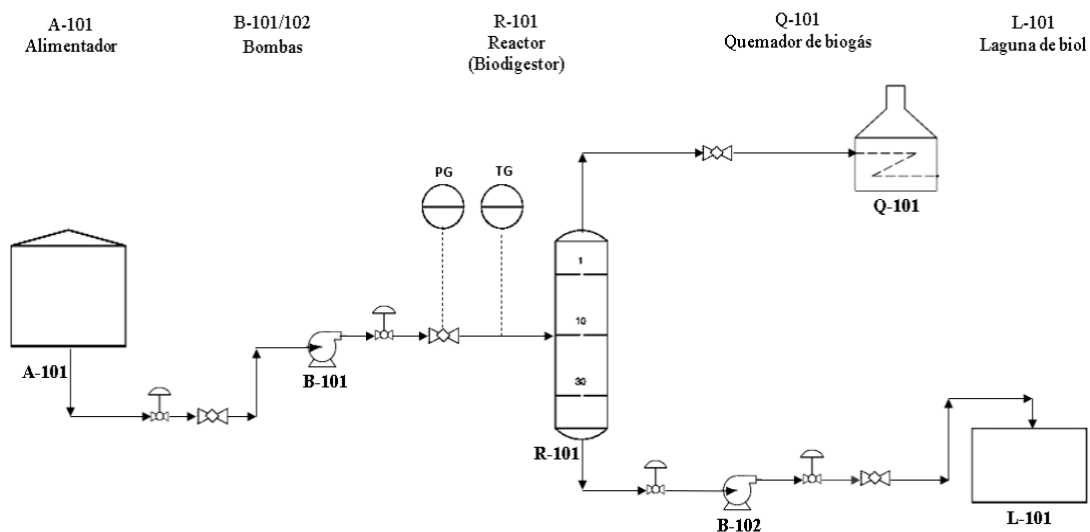 A-101
Alimentador
B-101/102
Bombas
R-101
Reactor
(Biodigestor)
Q-101
Quemador de biogás
L-101
Laguna de biol
PG
TG
Q-101
1
10
30
A-101
B-101
R-101
B-102
L-101